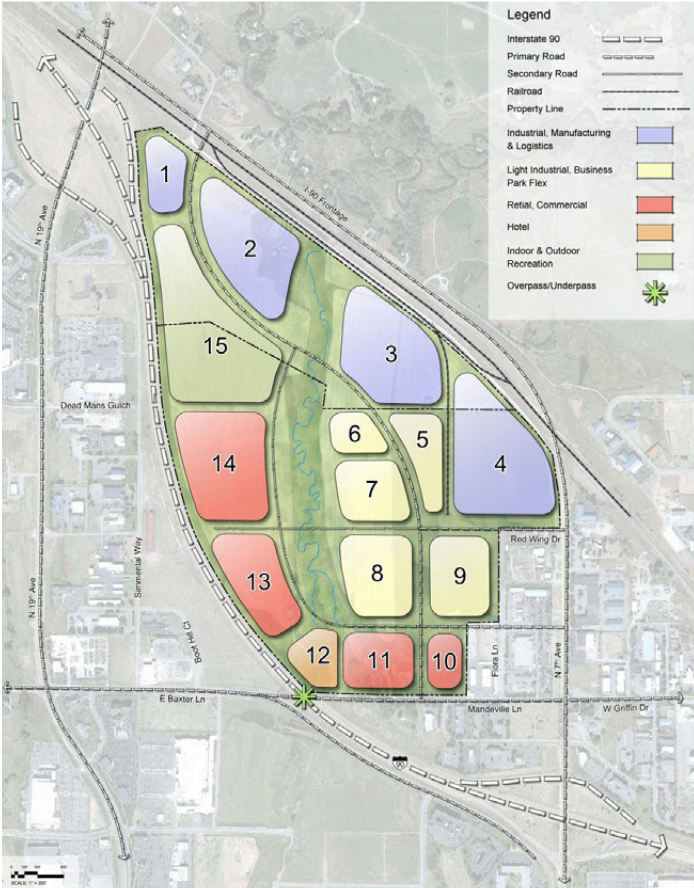 Legend
Interstate 90
Primary Road
Secondary Road
Railroad
Property Line
Industrial, Manufacturing
& Logistics
Light Industrial, Business
Park Flex
Retial, Commercial
Hotel
Indoor & Outdoor
Recreation
Overpass/Underpass
N 19th Ave
I-90 Frontage
1
2
3
15
Dead Mans Gulch
6
5
14
4
7
Red Wing Dr
Simmental Way
N 19th Ave
13
8
9
Boot Hill Ct
12
11
10
Flora Ln
N 7th Ave
E Baxter Ln
Mandeville Ln
W Griffin Dr
90
SCALE: 1" = 200'